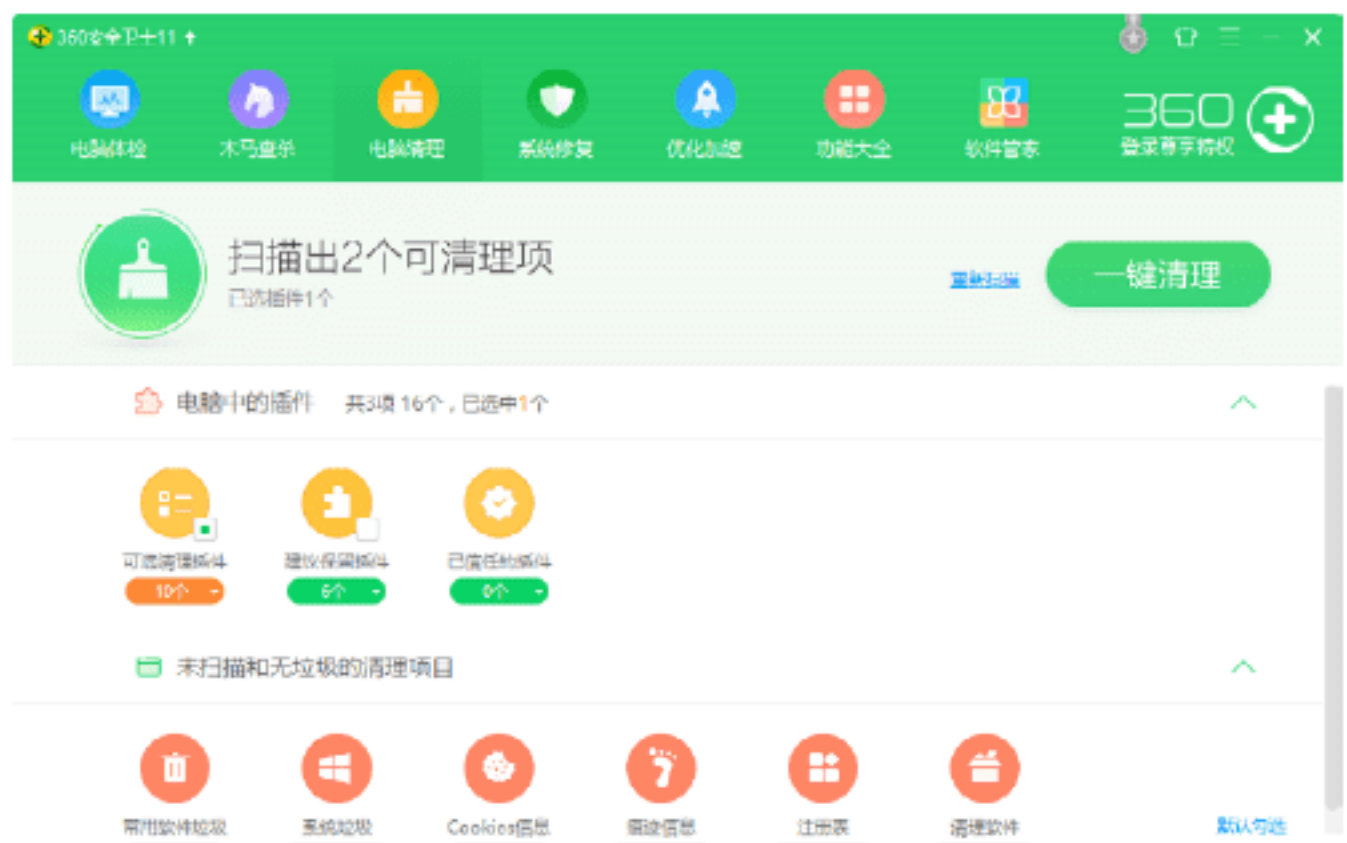 360安全卫士11
电脑体检 木马查杀 电脑清理 系统修复 优化加速 功能大全 软件管家
360
登录尊享特权
扫描出2个可清理项
已选插件1个
重新扫描
一键清理
电脑中的插件 共3项 16个，已选中1个
可选清理插件 建议保留插件 已信任的插件
10个 6个 0个
未扫描和无垃圾的清理项目
常用软件垃圾 系统垃圾 Cookies信息 痕迹信息 注册表 清理软件 默认勾选